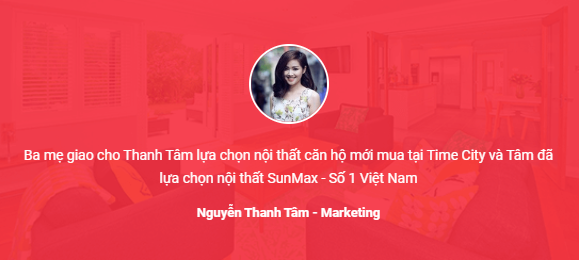 Ba mẹ giao cho Thanh Tâm lựa chọn nội thất căn hộ mới mua tại Time City và Tâm đã
lựa chọn nội thất SunMax - Số 1 Việt Nam
Nguyễn Thanh Tâm - Marketing